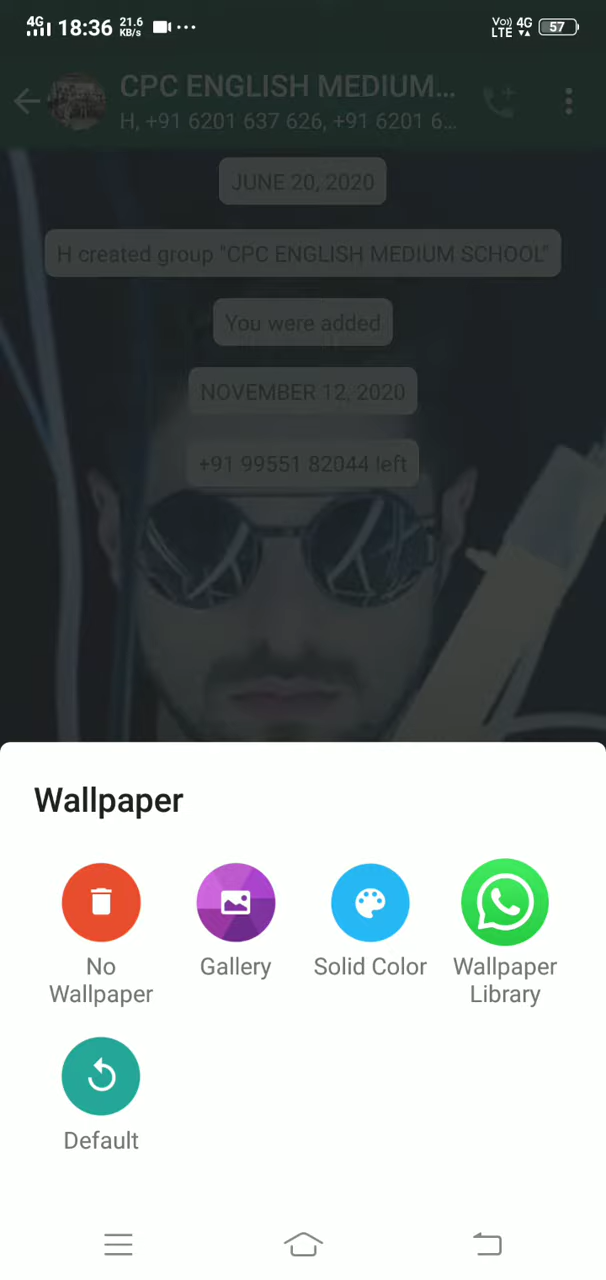 4G 18:36 21.6 KB/s ... Vo) LTE 4G 57
CPC ENGLISH MEDIUM...
H, +91 6201 637 626, +91 6201 6...
JUNE 20, 2020
H created group "CPC ENGLISH MEDIUM SCHOOL"
You were added
NOVEMBER 12, 2020
+91 99551 82044 left
Wallpaper
No
Wallpaper
Gallery
Solid Color
Wallpaper
Library
Default